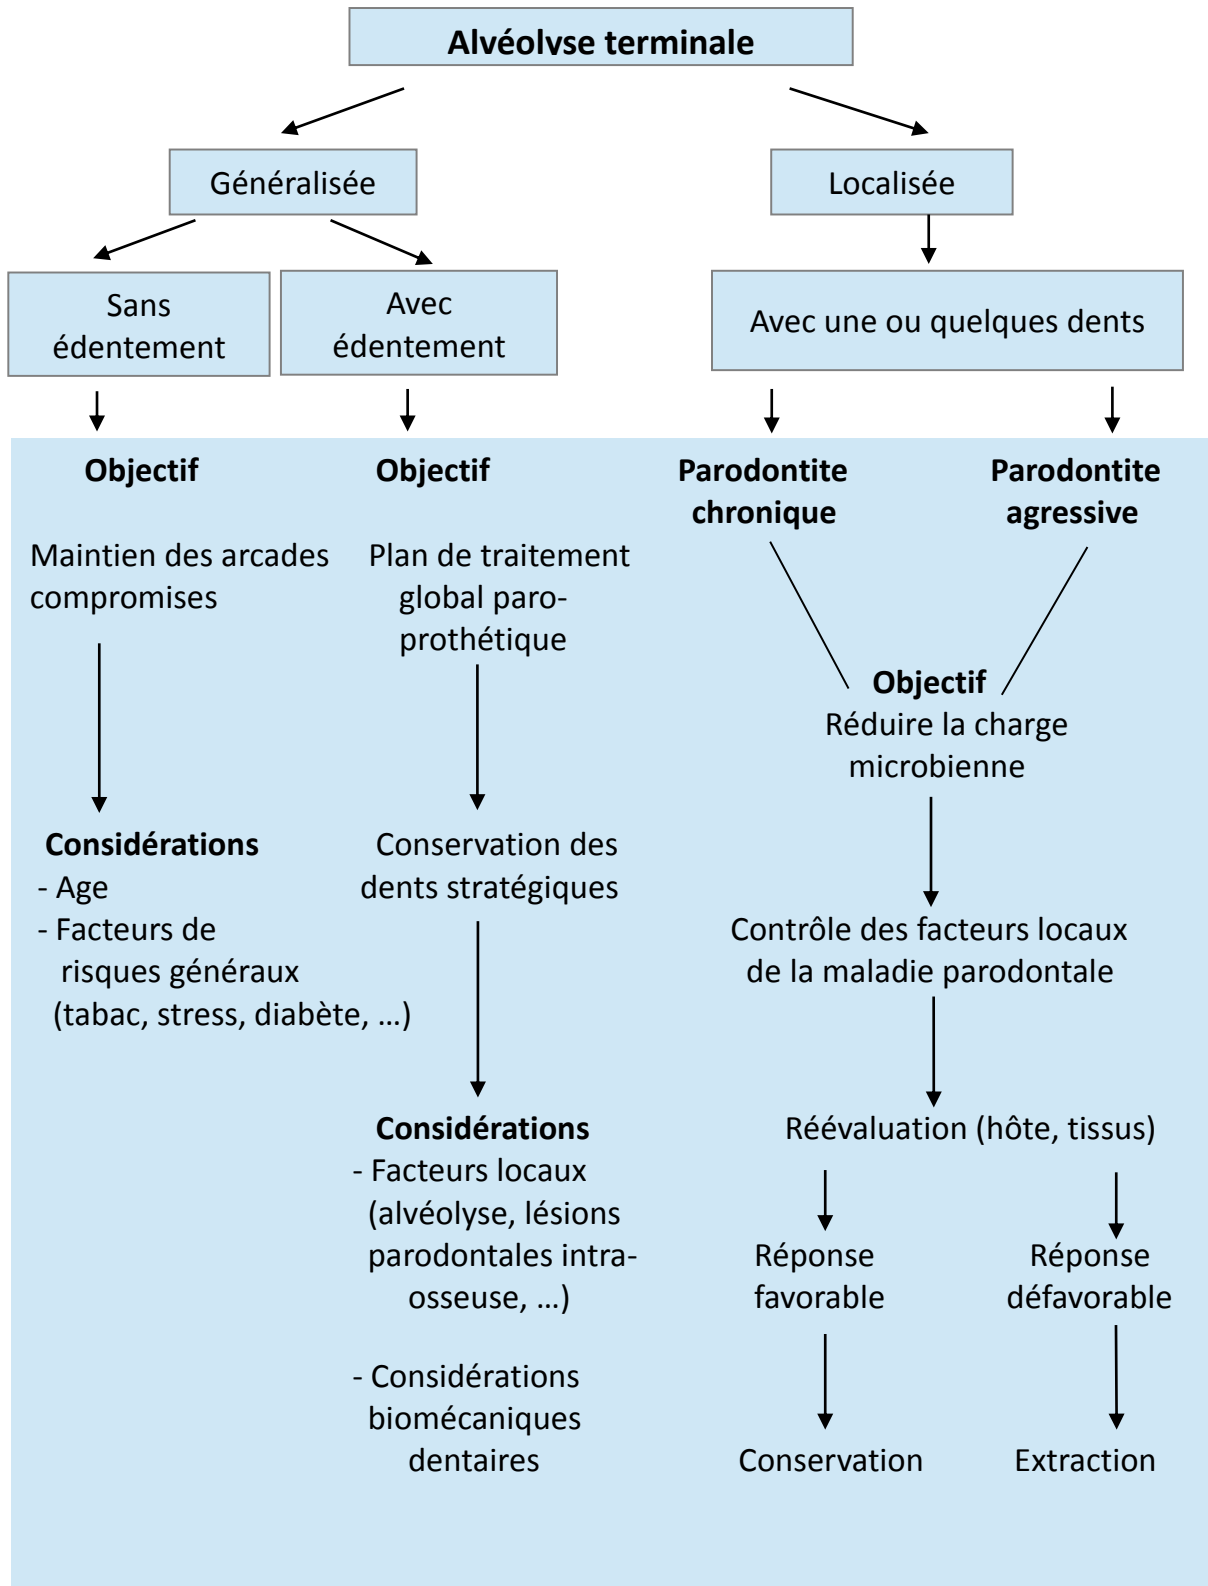 Alvéolyse terminale
Généralisée
Localisée
Sans
édentement
Avec
édentement
Avec une ou quelques dents
Objectif
Maintien des arcades
compromises
Considérations
- Age
- Facteurs de
risques généraux
(tabac, stress, diabète, …)
Objectif
Plan de traitement
global paro-
prothétique
Conservation des
dents stratégiques
Considérations
- Facteurs locaux
(alvéolyse, lésions
parodontales intra-
osseuse, …)
- Considérations
biomécaniques
dentaires
Parodontite
chronique
Parodontite
agressive
Objectif
Réduire la charge
microbienne
Contrôle des facteurs locaux
de la maladie parodontale
Réévaluation (hôte, tissus)
Réponse
favorable
Réponse
défavorable
Conservation
Extraction